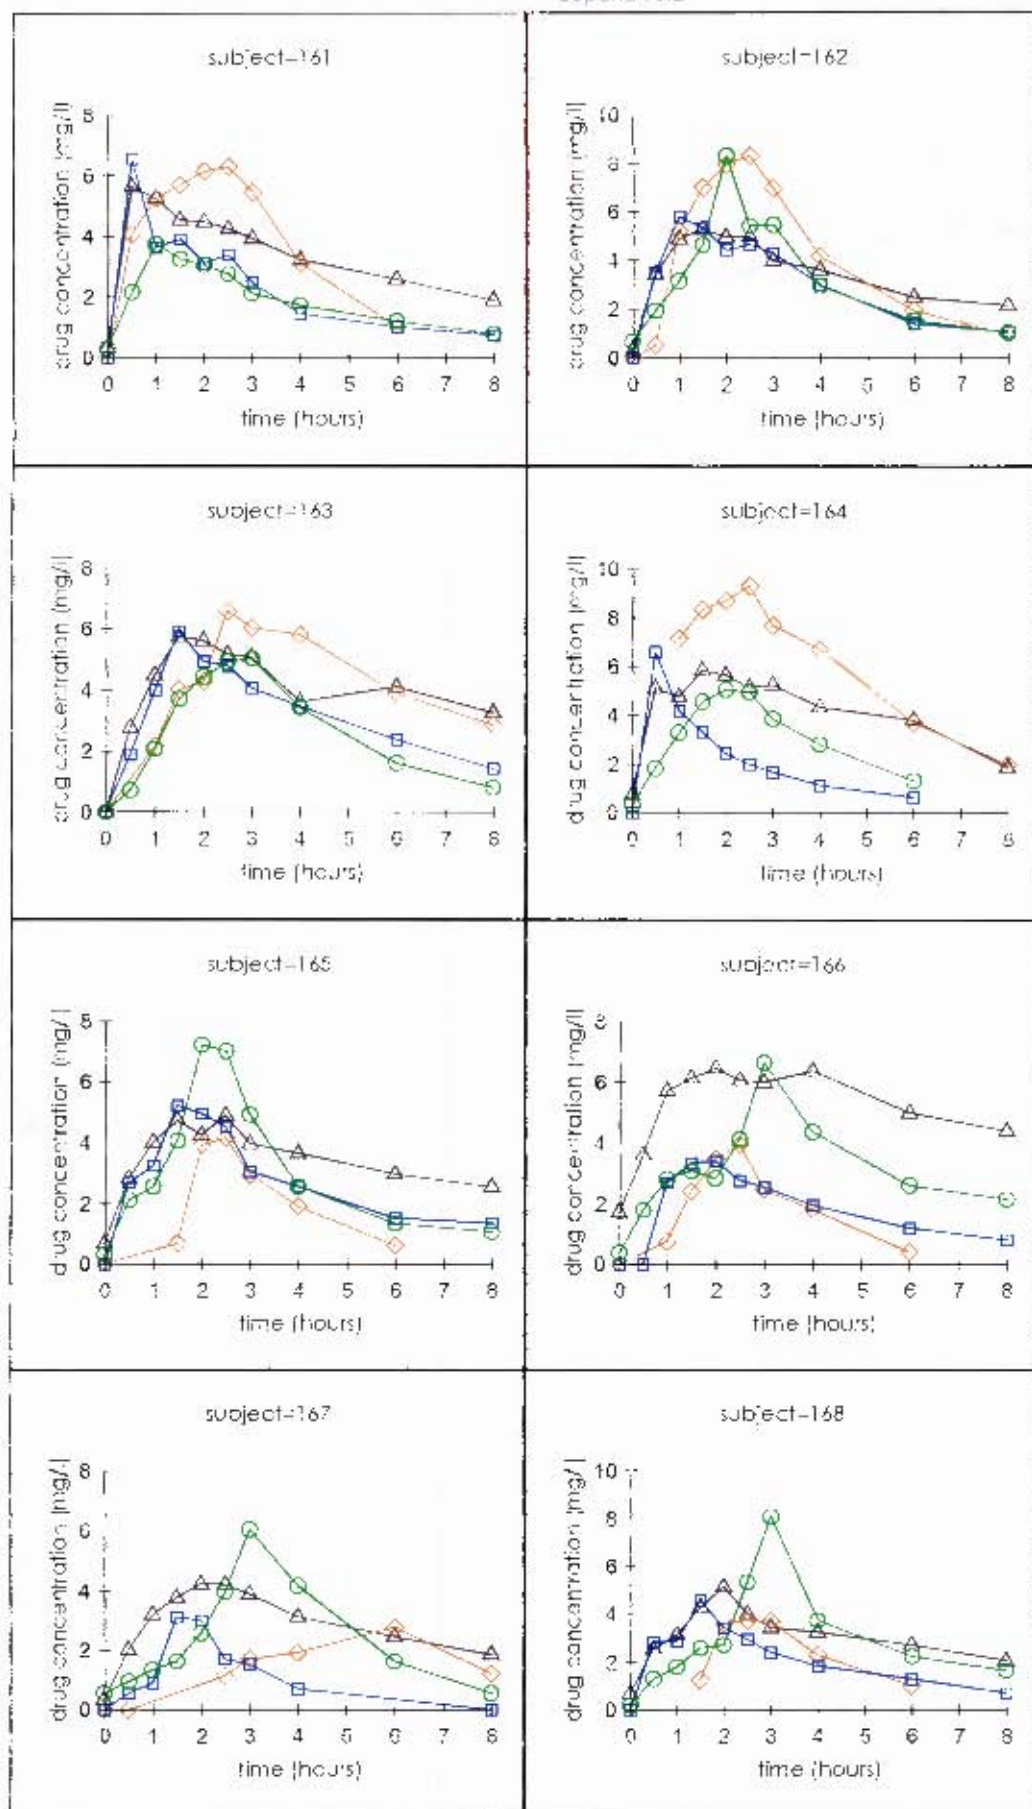 subject=161
subject=162
drug concentration (mg/l)
8
6
4
2
0
0 1 2 3 4 5 6 7 8
time (hours)
drug concentration (mg/l)
10
8
6
4
2
0
0 1 2 3 4 5 6 7 8
time (hours)
subject=163
subject=164
drug concentration (mg/l)
8
6
4
2
0
0 1 2 3 4 5 6 7 8
time (hours)
drug concentration (mg/l)
10
8
6
4
2
0
0 1 2 3 4 5 6 7 8
time (hours)
subject=165
subject=166
drug concentration (mg/l)
8
6
4
2
0
0 1 2 3 4 5 6 7 8
time (hours)
drug concentration (mg/l)
8
6
4
2
0
0 1 2 3 4 5 6 7 8
time (hours)
subject=167
subject=168
drug concentration (mg/l)
8
6
4
2
0
0 1 2 3 4 5 6 7 8
time (hours)
drug concentration (mg/l)
10
8
6
4
2
0
0 1 2 3 4 5 6 7 8
time (hours)